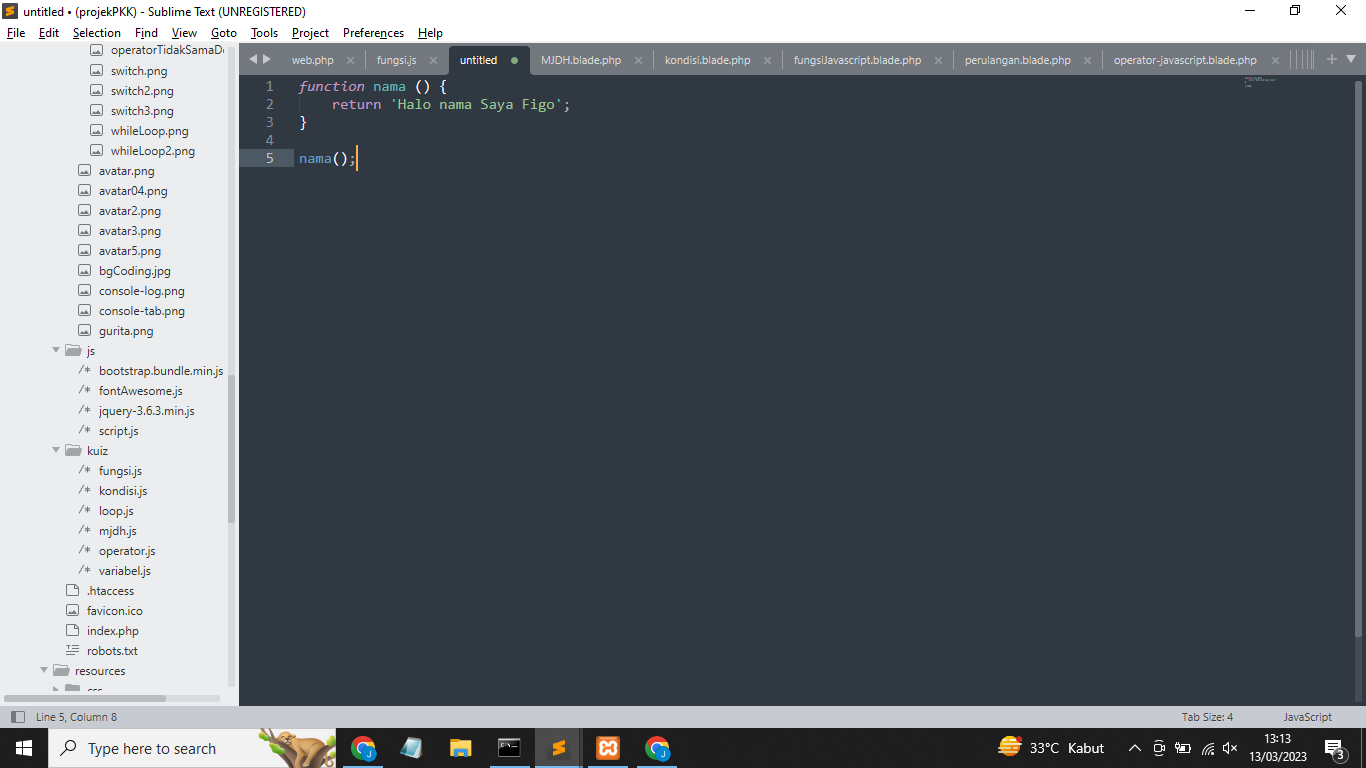 untitled • (projekPKK) - Sublime Text (UNREGISTERED)
File Edit Selection Find View Goto Tools Project Preferences Help
operatorTidakSamaD
switch.png
switch2.png
switch3.png
whileLoop.png
whileLoop2.png
avatar.png
avatar04.png
avatar2.png
avatar3.png
avatar5.png
bgCoding.jpg
console-log.png
console-tab.png
gurita.png
js
/* bootstrap.bundle.min.js
/* fontAwesome.js
/* jquery-3.6.3.min.js
/* script.js
kuiz
/* fungsi.js
/* kondisi.js
/* loop.js
/* mjdh.js
/* operator.js
/* variabel.js
.htaccess
favicon.ico
index.php
robots.txt
resources
css
web.php fungsi.js untitled MJDH.blade.php kondisi.blade.php fungsiJavascript.blade.php perulangan.blade.php operator-javascript.blade.php
1 function nama () {
2 return 'Halo nama Saya Figo';
3 }
4
5 nama();
Line 5, Column 8 Tab Size: 4 JavaScript
Type here to search
33°C Kabut
13:13
13/03/2023
3